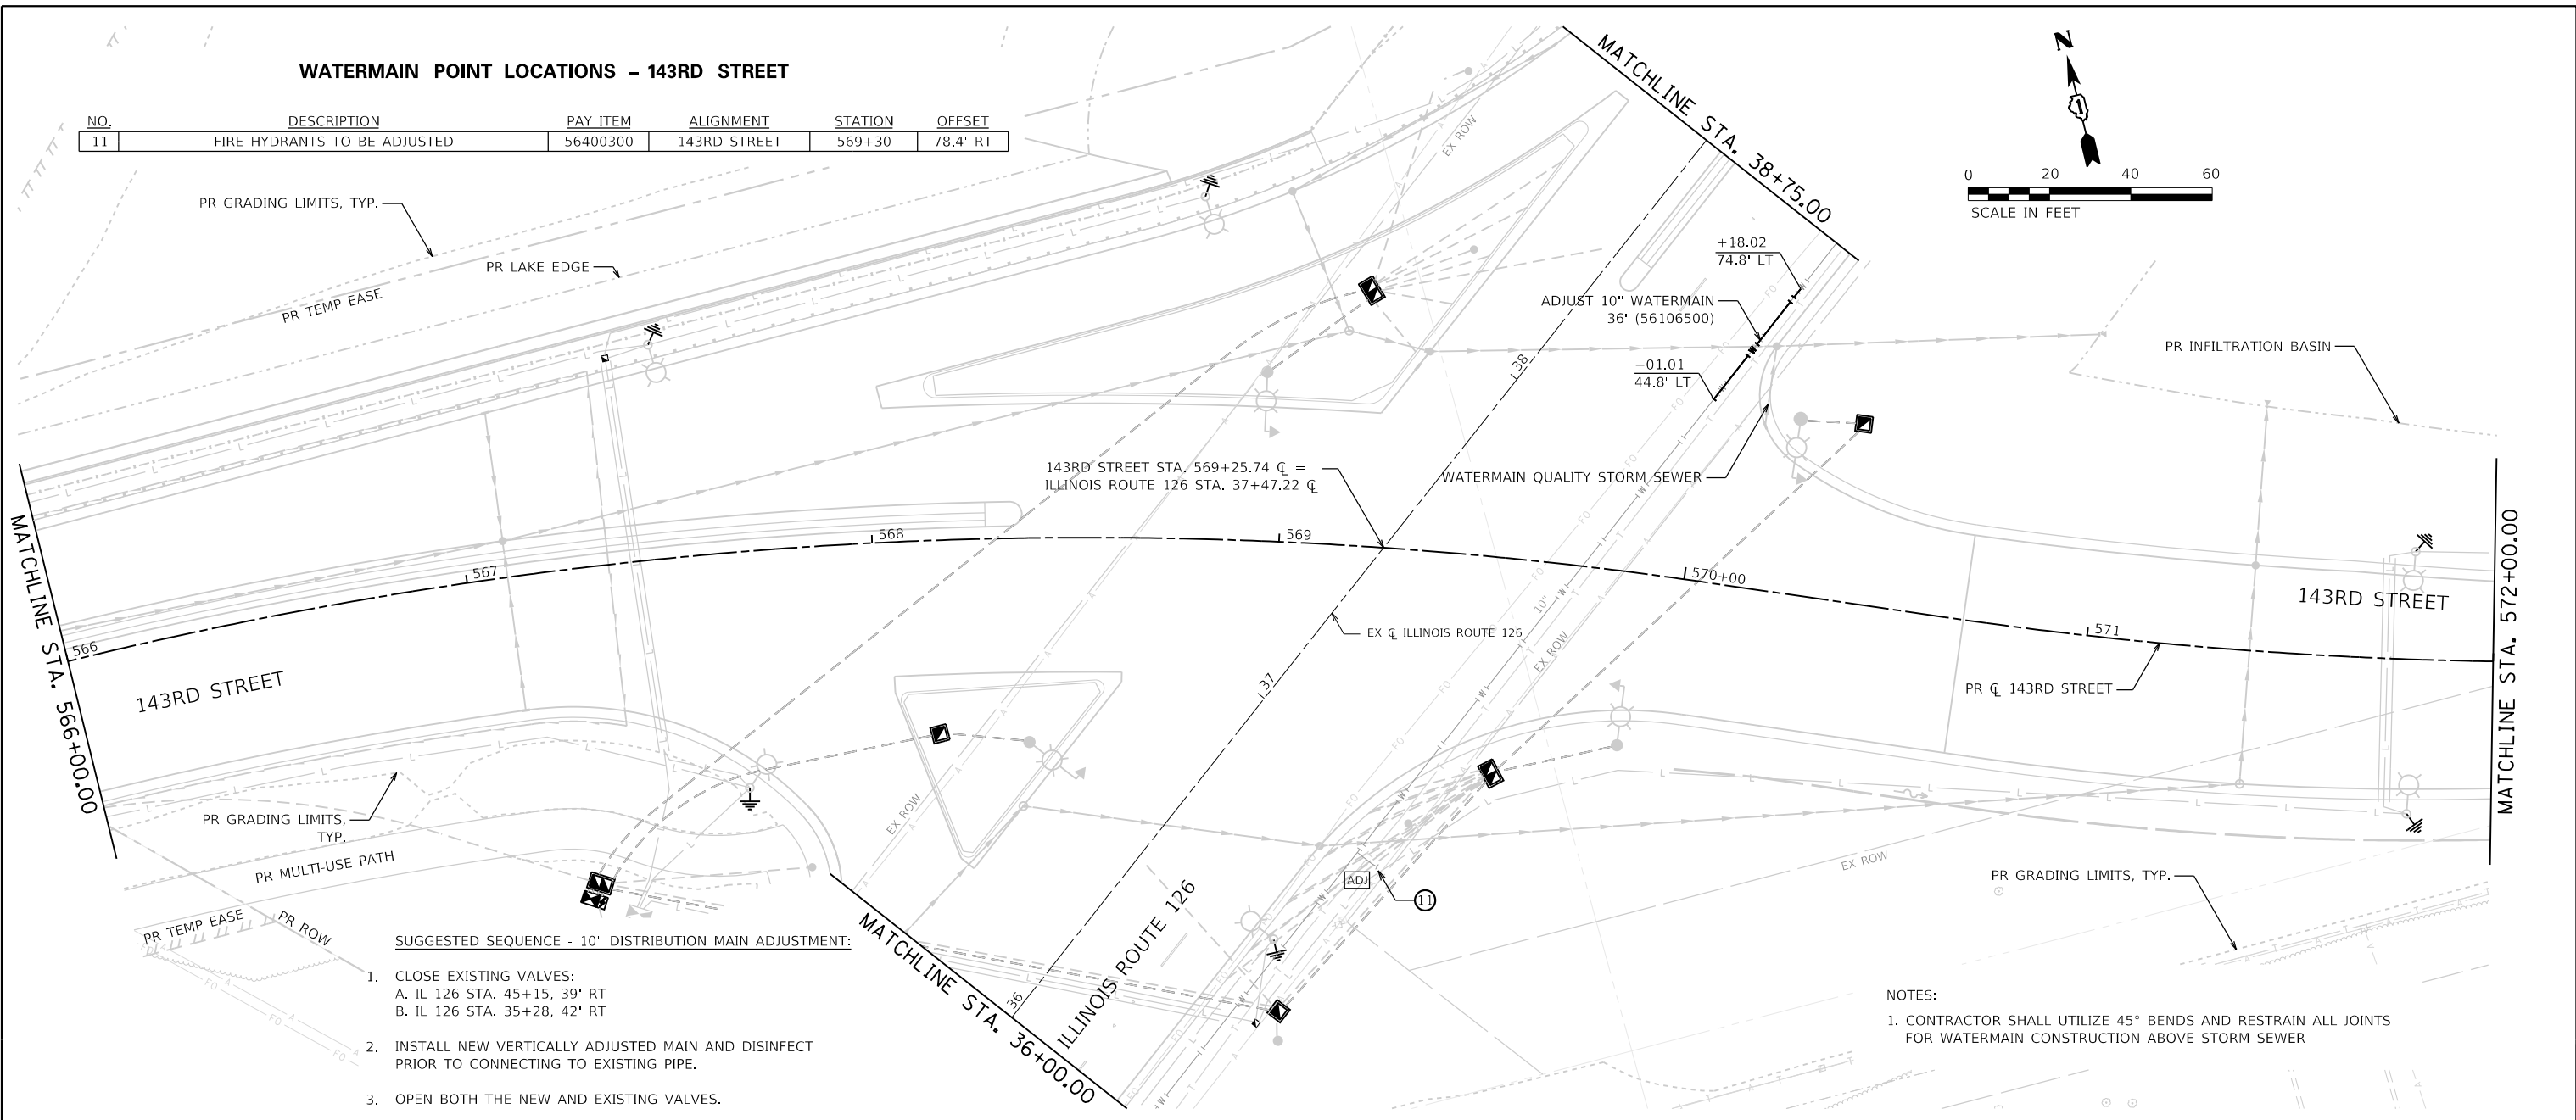 WATERMAIN POINT LOCATIONS – 143RD STREET
NO. DESCRIPTION PAY ITEM ALIGNMENT STATION OFFSET
11 FIRE HYDRANTS TO BE ADJUSTED 56400300 143RD STREET 569+30 78.4' RT
N
1
0 20 40 60
SCALE IN FEET
MATCHLINE STA. 38+75.00
EX ROW
PR GRADING LIMITS, TYP.
PR LAKE EDGE
PR TEMP EASE
+18.02
74.8' LT
ADJUST 10" WATERMAIN
36' (56106500)
+01.01
44.8' LT
PR INFILTRATION BASIN
38
143RD STREET STA. 569+25.74 ℄ =
ILLINOIS ROUTE 126 STA. 37+47.22 ℄
WATERMAIN QUALITY STORM SEWER
MATCHLINE STA. 566+00.00
566
567
568
569
570+00
571
143RD STREET
143RD STREET
MATCHLINE STA. 572+00.00
10"
EX ℄ ILLINOIS ROUTE 126
EX ROW
37
PR ℄ 143RD STREET
EX ROW
PR GRADING LIMITS,
TYP.
PR MULTI-USE PATH
PR TEMP EASE
PR ROW
EX ROW
PR GRADING LIMITS, TYP.
ADJ
11
MATCHLINE STA. 36+00.00
36
ILLINOIS ROUTE 126
SUGGESTED SEQUENCE - 10" DISTRIBUTION MAIN ADJUSTMENT:
1. CLOSE EXISTING VALVES:
A. IL 126 STA. 45+15, 39' RT
B. IL 126 STA. 35+28, 42' RT
2. INSTALL NEW VERTICALLY ADJUSTED MAIN AND DISINFECT
PRIOR TO CONNECTING TO EXISTING PIPE.
3. OPEN BOTH THE NEW AND EXISTING VALVES.
NOTES:
1. CONTRACTOR SHALL UTILIZE 45° BENDS AND RESTRAIN ALL JOINTS
FOR WATERMAIN CONSTRUCTION ABOVE STORM SEWER